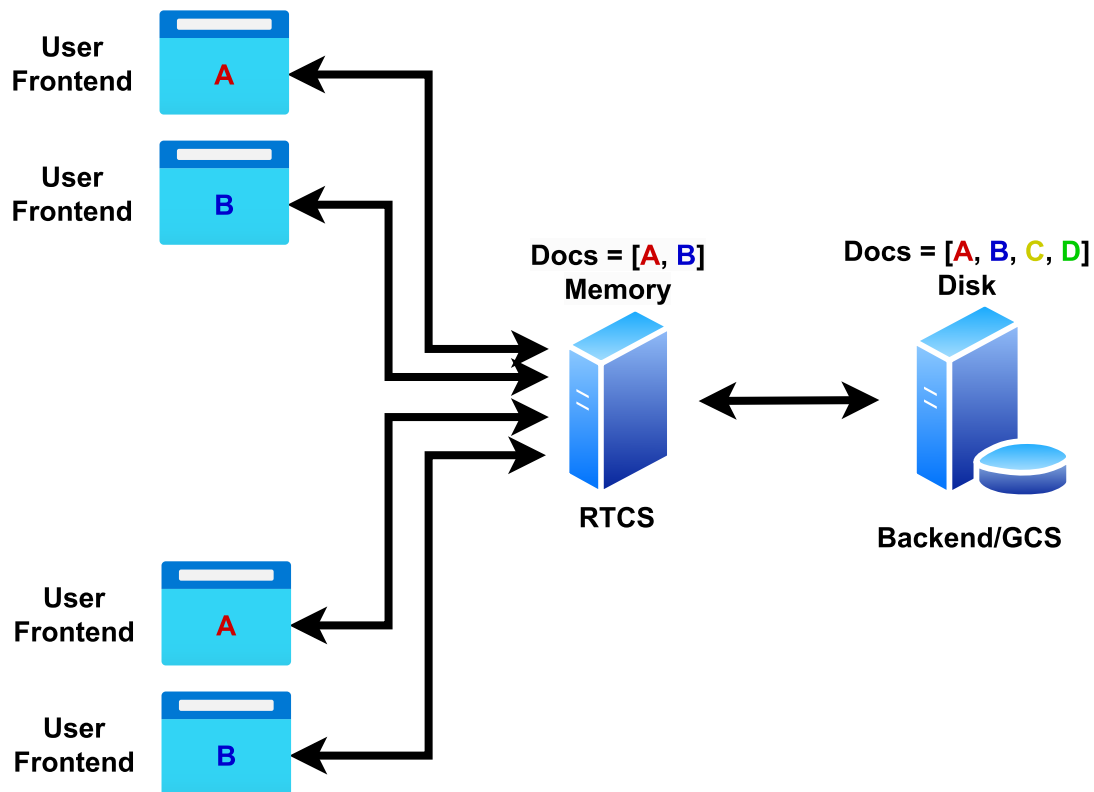 User
Frontend
A
User
Frontend
B
Docs = [A, B]
Memory
RTCS
Docs = [A, B, C, D]
Disk
Backend/GCS
User
Frontend
A
User
Frontend
B